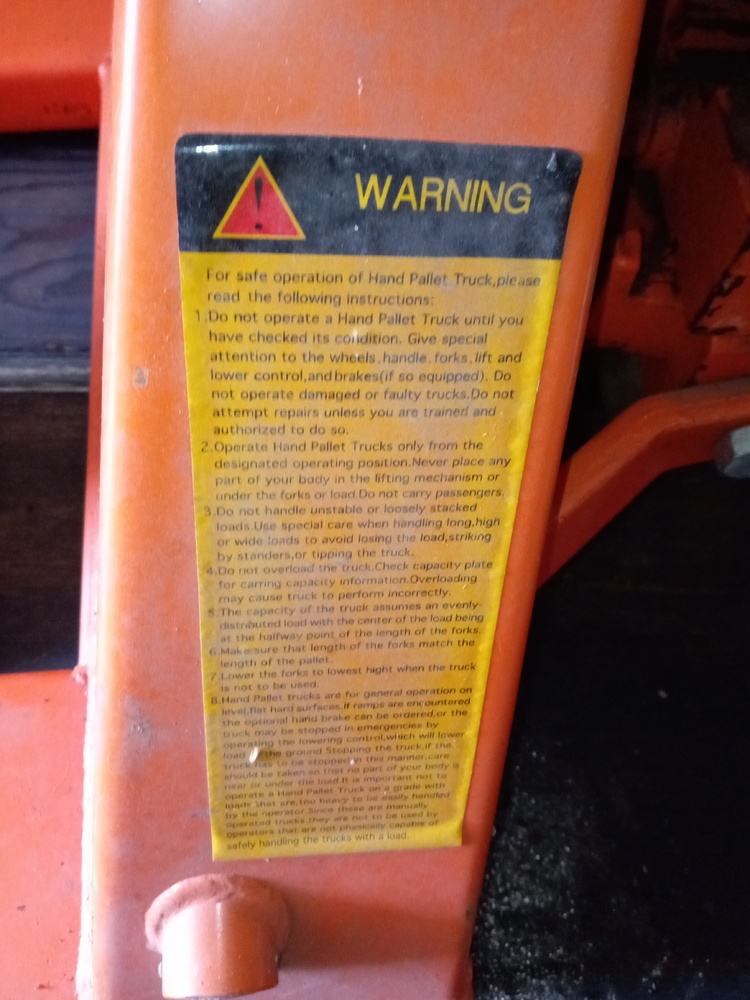 WARNING
For safe operation of Hand Pallet Truck,please
read the following instructions:
1.Do not operate a Hand Pallet Truck until you
have checked its condition. Give special
attention to the wheels,handle,forks,lift and
lower control,and brakes(if so equipped). Do
not operate damaged or faulty trucks.Do not
attempt repairs unless you are trained and
authorized to do so.
2.Operate Hand Pallet Trucks only from the
designated operating position.Never place any
part of your body in the lifting mechanism or
under the forks or load.Do not carry passengers.
3.Do not handle unstable or loosely stacked
loads.Use special care when handling long,high
or wide loads to avoid losing the load,striking
by standers,or tipping the truck.
4.Do not overload the truck.Check capacity plate
for carring capacity information.Overloading
may cause truck to perform incorrectly.
5.The capacity of the truck assumes an evenly-
distributed load with the center of the load being
at the halfway point of the length of the forks.
6.Make sure that length of the forks match the
length of the pallet.
7.Lower the forks to lowest hight when the truck
is not to be used.
8.Hand Pallet trucks are for general operation on
level,flat hard surfaces.if ramps are encountered
the optional hand brake can be ordered,or the
truck may be stopped in emergencies by
operating the lowering control,which will lower
load the ground Stopping the truck,if the
truck has to be stopped in this manner,care
should be taken so that no part of your body is
near or under the load.It is important not to
operate a Hand Pallet Truck on a grade with
loads that are,too heavy to be easily handled
by the operator.Since these are manually
operated trucks,they are not to be used by
operators that are not physically capable of
safely handling the trucks with a load.